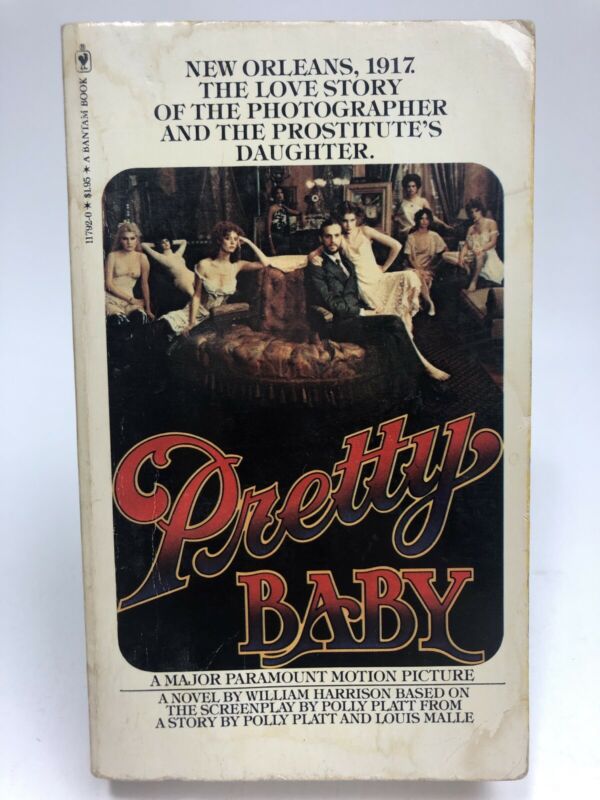 NEW ORLEANS, 1917.
THE LOVE STORY
OF THE PHOTOGRAPHER
AND THE PROSTITUTE'S
DAUGHTER.
11792-0 ★ $1.95 ★ A BANTAM BOOK
Pretty
BABY
A MAJOR PARAMOUNT MOTION PICTURE
A NOVEL BY WILLIAM HARRISON BASED ON
THE SCREENPLAY BY POLLY PLATT FROM
A STORY BY POLLY PLATT AND LOUIS MALLE